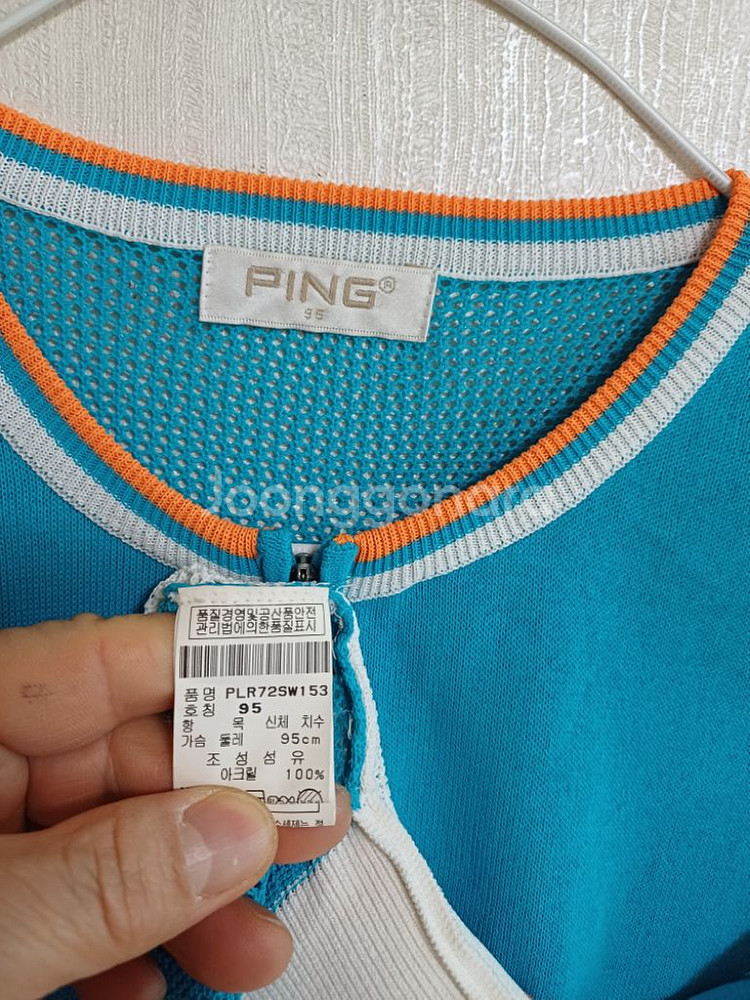 PING®
95
Joonggonara
품질경영및공산품안전
관리법에의한품질표시
품명 PLR72SW153
호칭 95
항 목 신체 치수
가슴 둘레 95cm
조성섬유
아크릴 100%